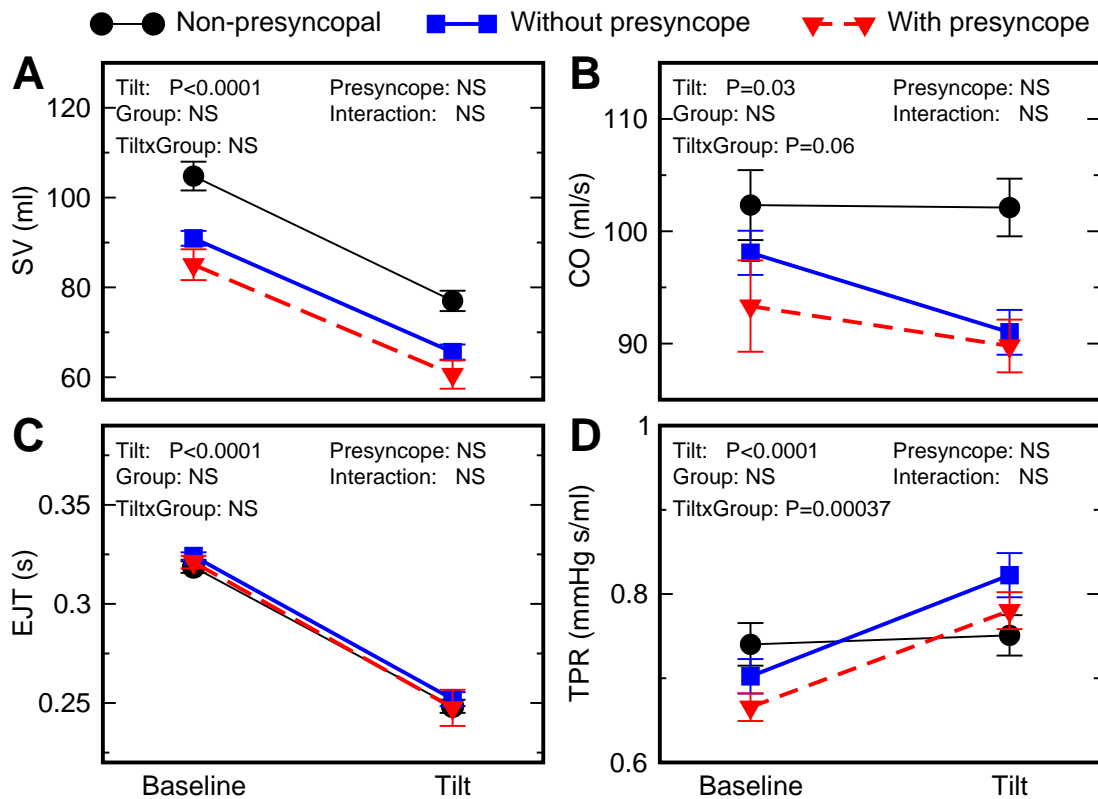 Non-presyncopal Without presyncope With presyncope
A
Tilt: P<0.0001 Presyncope: NS
Group: NS Interaction: NS
TiltxGroup: NS
120
100
80
60
SV (ml)
B
Tilt: P=0.03 Presyncope: NS
Group: NS Interaction: NS
TiltxGroup: P=0.06
110
100
90
CO (ml/s)
C
Tilt: P<0.0001 Presyncope: NS
Group: NS Interaction: NS
TiltxGroup: NS
0.35
0.3
0.25
EJT (s)
Baseline Tilt
D
Tilt: P<0.0001 Presyncope: NS
Group: NS Interaction: NS
TiltxGroup: P=0.00037
1
0.8
0.6
TPR (mmHg s/ml)
Baseline Tilt